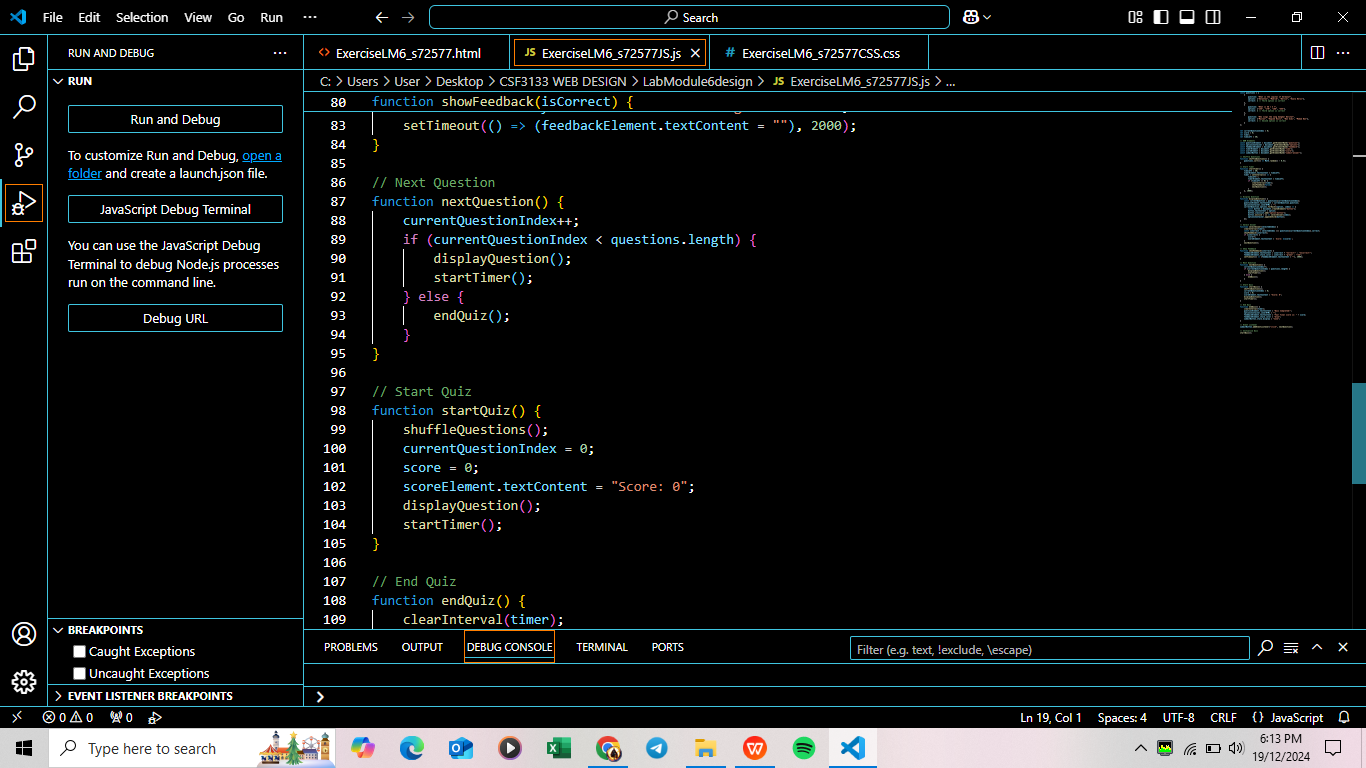 File Edit Selection View Go Run ··· Search
RUN AND DEBUG ···
ExerciseLM6_s72577.html JS ExerciseLM6_s72577JS.js # ExerciseLM6_s72577CSS.css ···
RUN
Run and Debug
To customize Run and Debug, open a
folder and create a launch.json file.
JavaScript Debug Terminal
You can use the JavaScript Debug
Terminal to debug Node.js processes
run on the command line.
Debug URL
BREAKPOINTS
Caught Exceptions
Uncaught Exceptions
EVENT LISTENER BREAKPOINTS
C: > Users > User > Desktop > CSF3133 WEB DESIGN > LabModule6design > JS ExerciseLM6_s72577JS.js > ...
80 function showFeedback(isCorrect) {
83 setTimeout(() => (feedbackElement.textContent = ""), 2000);
84 }
85
86 // Next Question
87 function nextQuestion() {
88 currentQuestionIndex++;
89 if (currentQuestionIndex < questions.length) {
90 displayQuestion();
91 startTimer();
92 } else {
93 endQuiz();
94 }
95 }
96
97 // Start Quiz
98 function startQuiz() {
99 shuffleQuestions();
100 currentQuestionIndex = 0;
101 score = 0;
102 scoreElement.textContent = "Score: 0";
103 displayQuestion();
104 startTimer();
105 }
106
107 // End Quiz
108 function endQuiz() {
109 clearInterval(timer);
PROBLEMS OUTPUT DEBUG CONSOLE TERMINAL PORTS Filter (e.g. text, !exclude, \escape)
0 0 0 Ln 19, Col 1 Spaces: 4 UTF-8 CRLF {} JavaScript
Type here to search
6:13 PM
19/12/2024